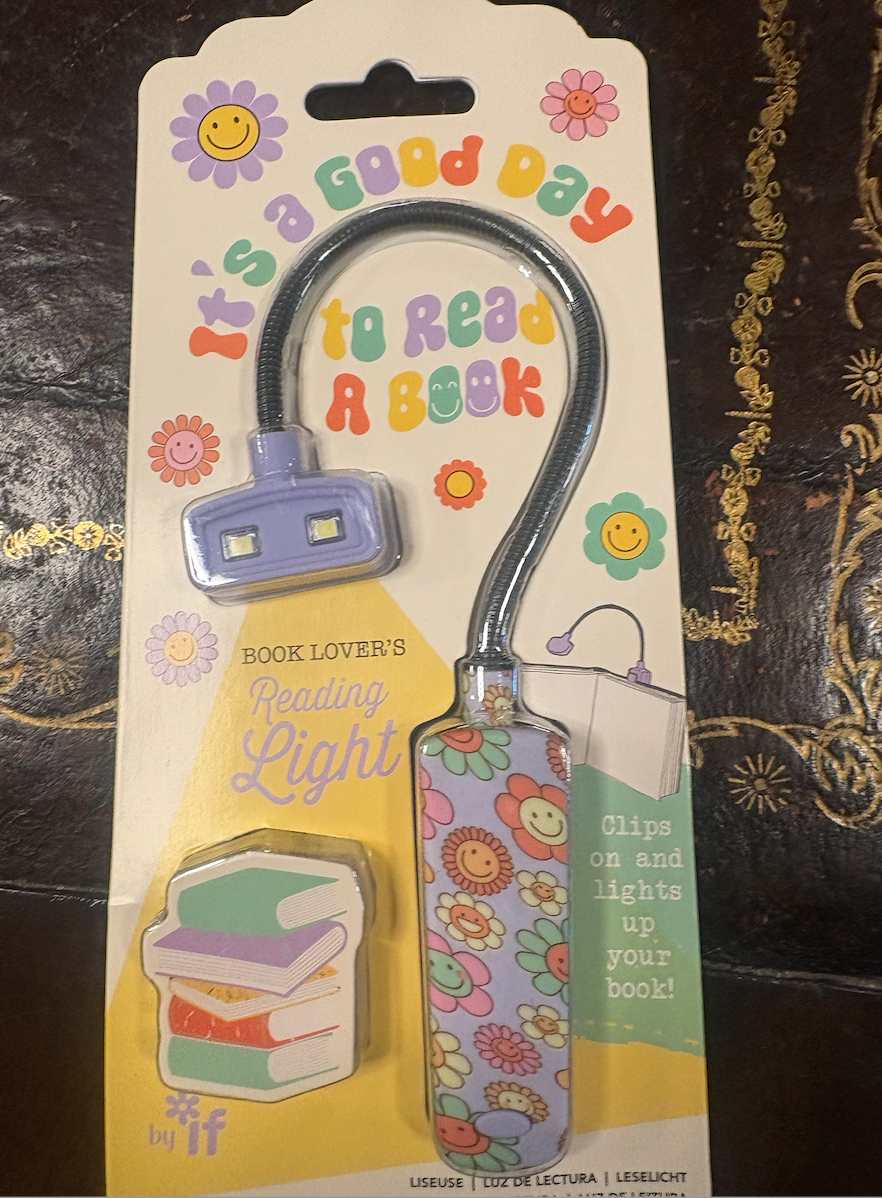 It's a GOOD Day
to Read
A BOOK
BOOK LOVER'S
Reading
Light
Clips
on and
lights
up
your
book!
by if
LISEUSE | LUZ DE LECTURA | LESELICHT